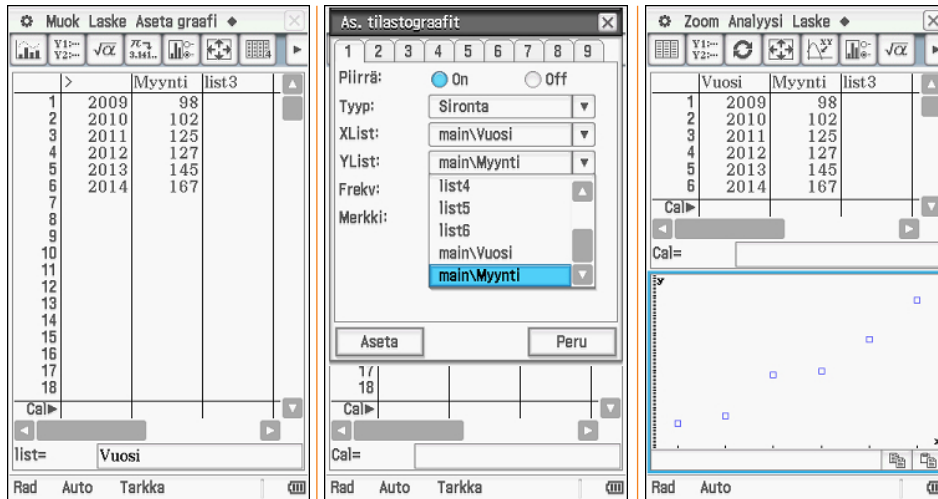 Muok Laske Aseta graafi
Y1:--- Y2:--- √α
> Myynti list3
1 2009 98
2 2010 102
3 2011 125
4 2012 127
5 2013 145
6 2014 167
7
8
9
10
11
12
13
14
15
16
17
18
Cal▶
list= Vuosi
Rad Auto Tarkka
As. tilastograafit
1 2 3 4 5 6 7 8 9
Piirrä: On Off
Tyyp: Sironta
XList: main\Vuosi
YList: main\Myynti
Frekv: list4
list5
Merkki: list6
main\Vuosi
main\Myynti
Aseta Peru
17
18
Cal▶
Cal=
Rad Auto Tarkka
Zoom Analyysi Laske
Y1:--- Y2:--- √α
Vuosi Myynti list3
1 2009 98
2 2010 102
3 2011 125
4 2012 127
5 2013 145
6 2014 167
Cal▶
Cal=
y
x
Rad Auto